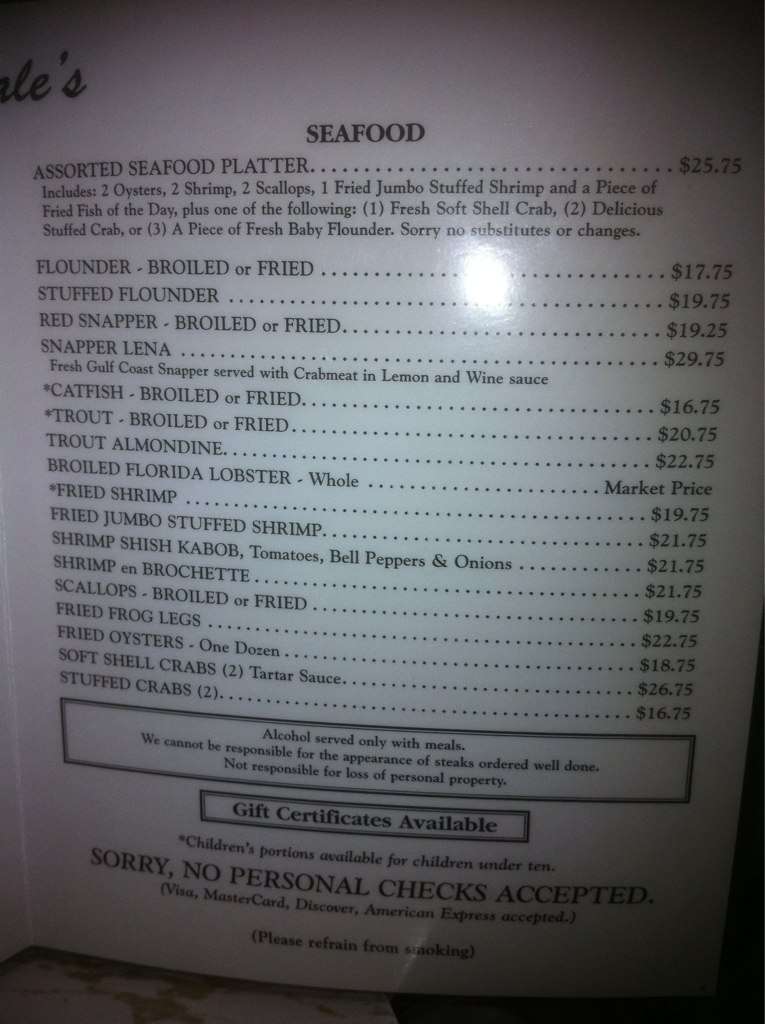 ale's
SEAFOOD
ASSORTED SEAFOOD PLATTER. . . . . . . . . . . . . . . . . . . . . . . . . . . . . . $25.75
Includes: 2 Oysters, 2 Shrimp, 2 Scallops, 1 Fried Jumbo Stuffed Shrimp and a Piece of
Fried Fish of the Day, plus one of the following: (1) Fresh Soft Shell Crab, (2) Delicious
Stuffed Crab, or (3) A Piece of Fresh Baby Flounder. Sorry no substitutes or changes.
FLOUNDER - BROILED or FRIED . . . . . . . . . . . . . . . . . . . . . . . . . . . . . $17.75
STUFFED FLOUNDER . . . . . . . . . . . . . . . . . . . . . . . . . . . . . . . . . . . . . $19.75
RED SNAPPER - BROILED or FRIED. . . . . . . . . . . . . . . . . . . . . . . . . . . $19.25
SNAPPER LENA . . . . . . . . . . . . . . . . . . . . . . . . . . . . . . . . . . . . . . . . $29.75
Fresh Gulf Coast Snapper served with Crabmeat in Lemon and Wine sauce
*CATFISH - BROILED or FRIED. . . . . . . . . . . . . . . . . . . . . . . . . . . . . . $16.75
*TROUT - BROILED or FRIED. . . . . . . . . . . . . . . . . . . . . . . . . . . . . . . $20.75
TROUT ALMONDINE. . . . . . . . . . . . . . . . . . . . . . . . . . . . . . . . . . . . . $22.75
BROILED FLORIDA LOBSTER - Whole . . . . . . . . . . . . . . . . . . . . Market Price
*FRIED SHRIMP . . . . . . . . . . . . . . . . . . . . . . . . . . . . . . . . . . . . . . . . $19.75
FRIED JUMBO STUFFED SHRIMP. . . . . . . . . . . . . . . . . . . . . . . . . . . . $21.75
SHRIMP SHISH KABOB, Tomatoes, Bell Peppers & Onions . . . . . . . . . . . $21.75
SHRIMP en BROCHETTE . . . . . . . . . . . . . . . . . . . . . . . . . . . . . . . . . $21.75
SCALLOPS - BROILED or FRIED . . . . . . . . . . . . . . . . . . . . . . . . . . . $19.75
FRIED FROG LEGS . . . . . . . . . . . . . . . . . . . . . . . . . . . . . . . . . . . . . $22.75
FRIED OYSTERS - One Dozen . . . . . . . . . . . . . . . . . . . . . . . . . . . . . . $18.75
SOFT SHELL CRABS (2) Tartar Sauce. . . . . . . . . . . . . . . . . . . . . . . . . $26.75
STUFFED CRABS (2). . . . . . . . . . . . . . . . . . . . . . . . . . . . . . . . . . . . . $16.75
Alcohol served only with meals.
We cannot be responsible for the appearance of steaks ordered well done.
Not responsible for loss of personal property.
Gift Certificates Available
*Children's portions available for children under ten.
SORRY, NO PERSONAL CHECKS ACCEPTED.
(Visa, MasterCard, Discover, American Express accepted.)
(Please refrain from smoking)